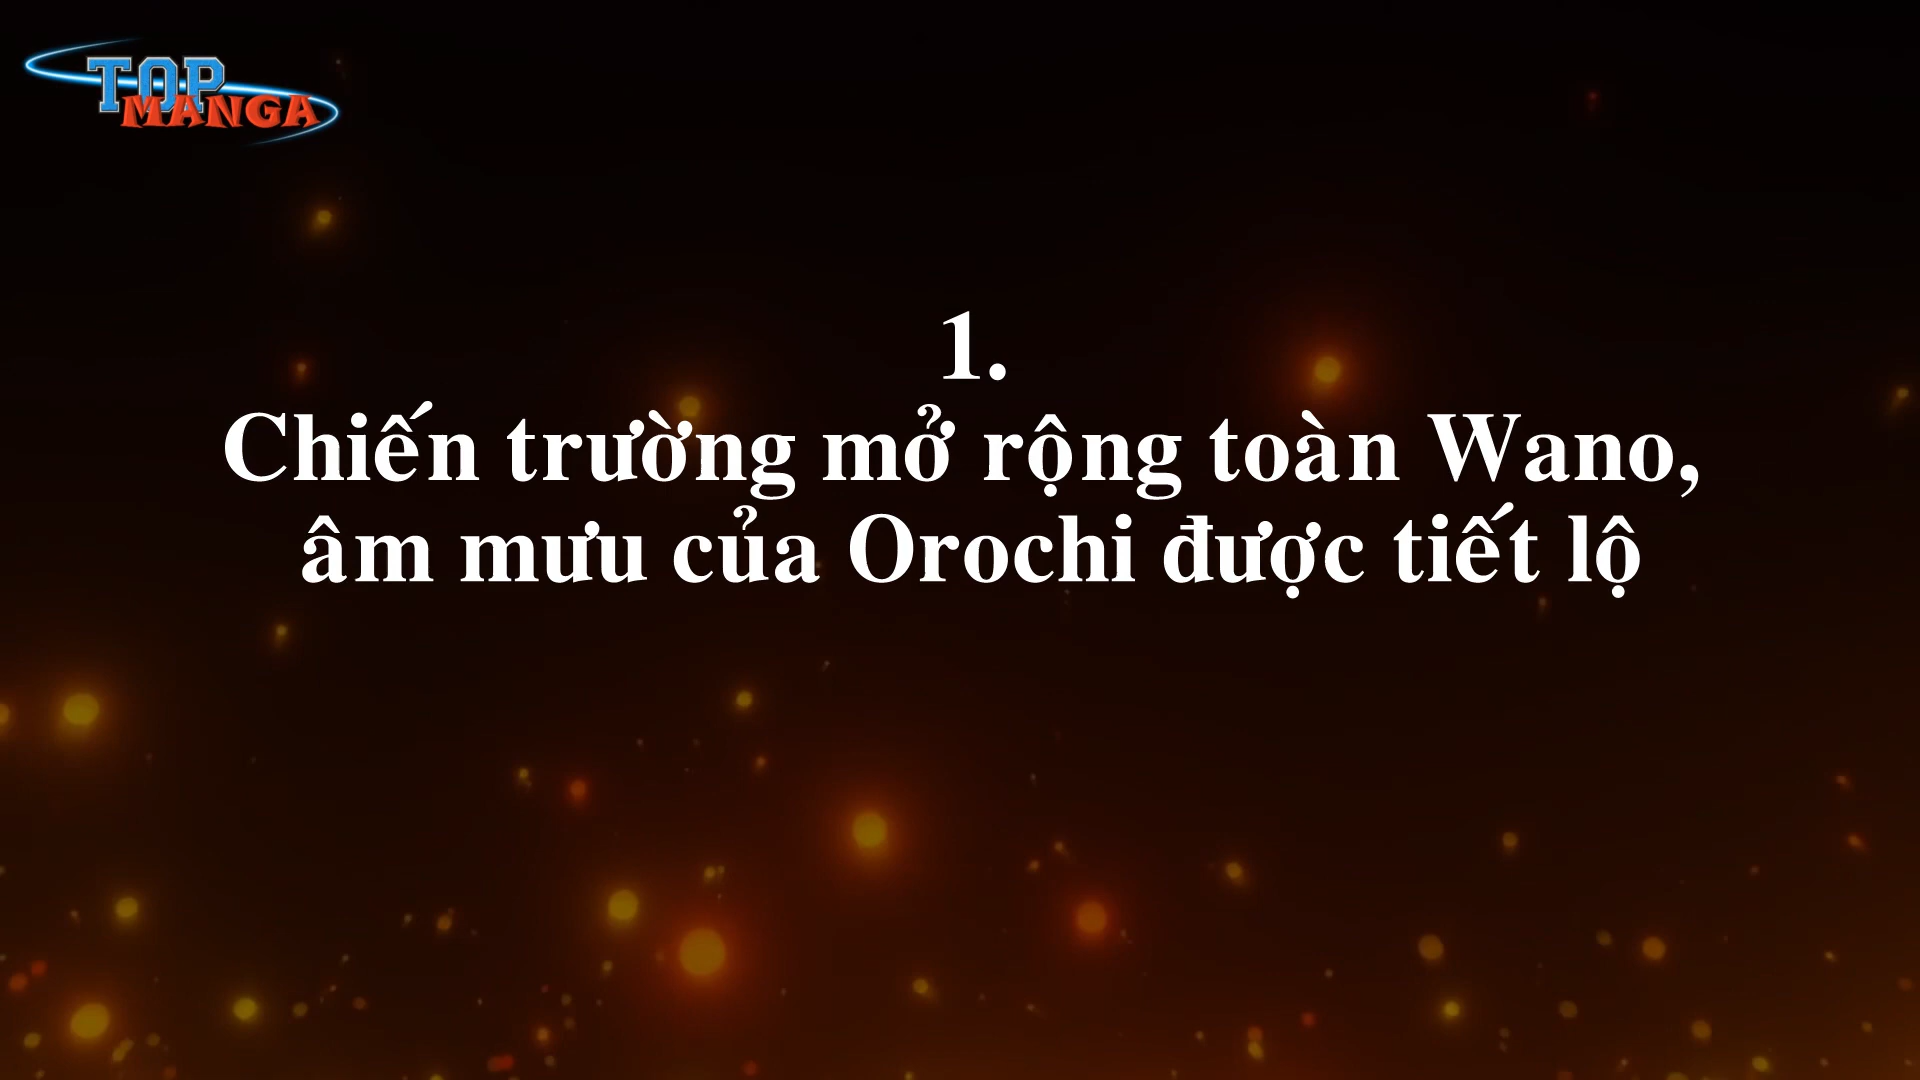 TOP
MANGA
1.
Chiến trường mở rộng toàn Wano,
âm mưu của Orochi được tiết lộ